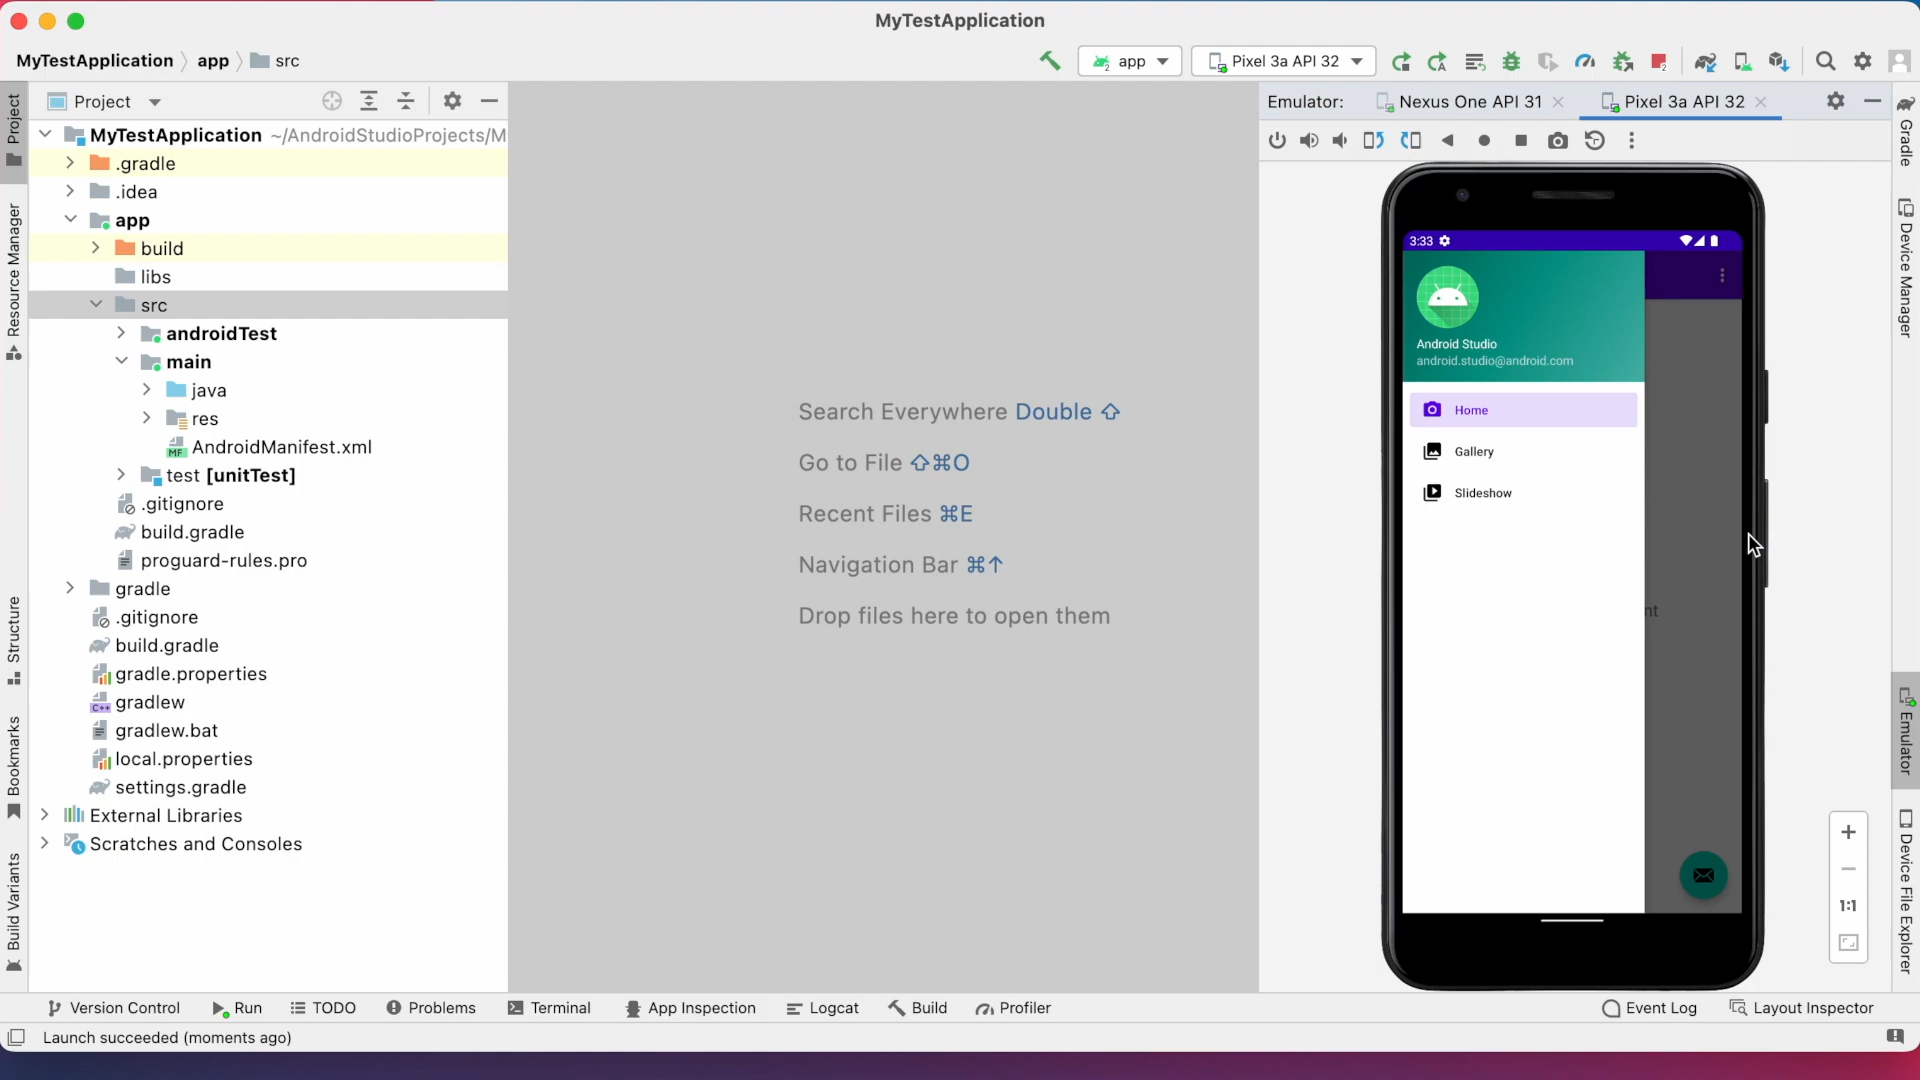 MyTestApplication
MyTestApplication app src
app
Pixel 3a API 32
2
Project
MyTestApplication ~/AndroidStudioProjects/M
.gradle
.idea
app
build
libs
src
androidTest
main
java
res
MF AndroidManifest.xml
test [unitTest]
.gitignore
build.gradle
proguard-rules.pro
gradle
.gitignore
build.gradle
gradle.properties
C++ gradlew
gradlew.bat
local.properties
settings.gradle
External Libraries
Scratches and Consoles
Project
Resource Manager
Structure
Bookmarks
Build Variants
Search Everywhere Double ⇧
Go to File ⇧⌘O
Recent Files ⌘E
Navigation Bar ⌘↑
Drop files here to open them
Emulator: Nexus One API 31 Pixel 3a API 32
3:33
Android Studio
android.studio@android.com
Home
Gallery
Slideshow
nt
1:1
Gradle
Device Manager
Emulator
Device File Explorer
Version Control Run TODO Problems Terminal App Inspection Logcat Build Profiler Event Log Layout Inspector
Launch succeeded (moments ago)